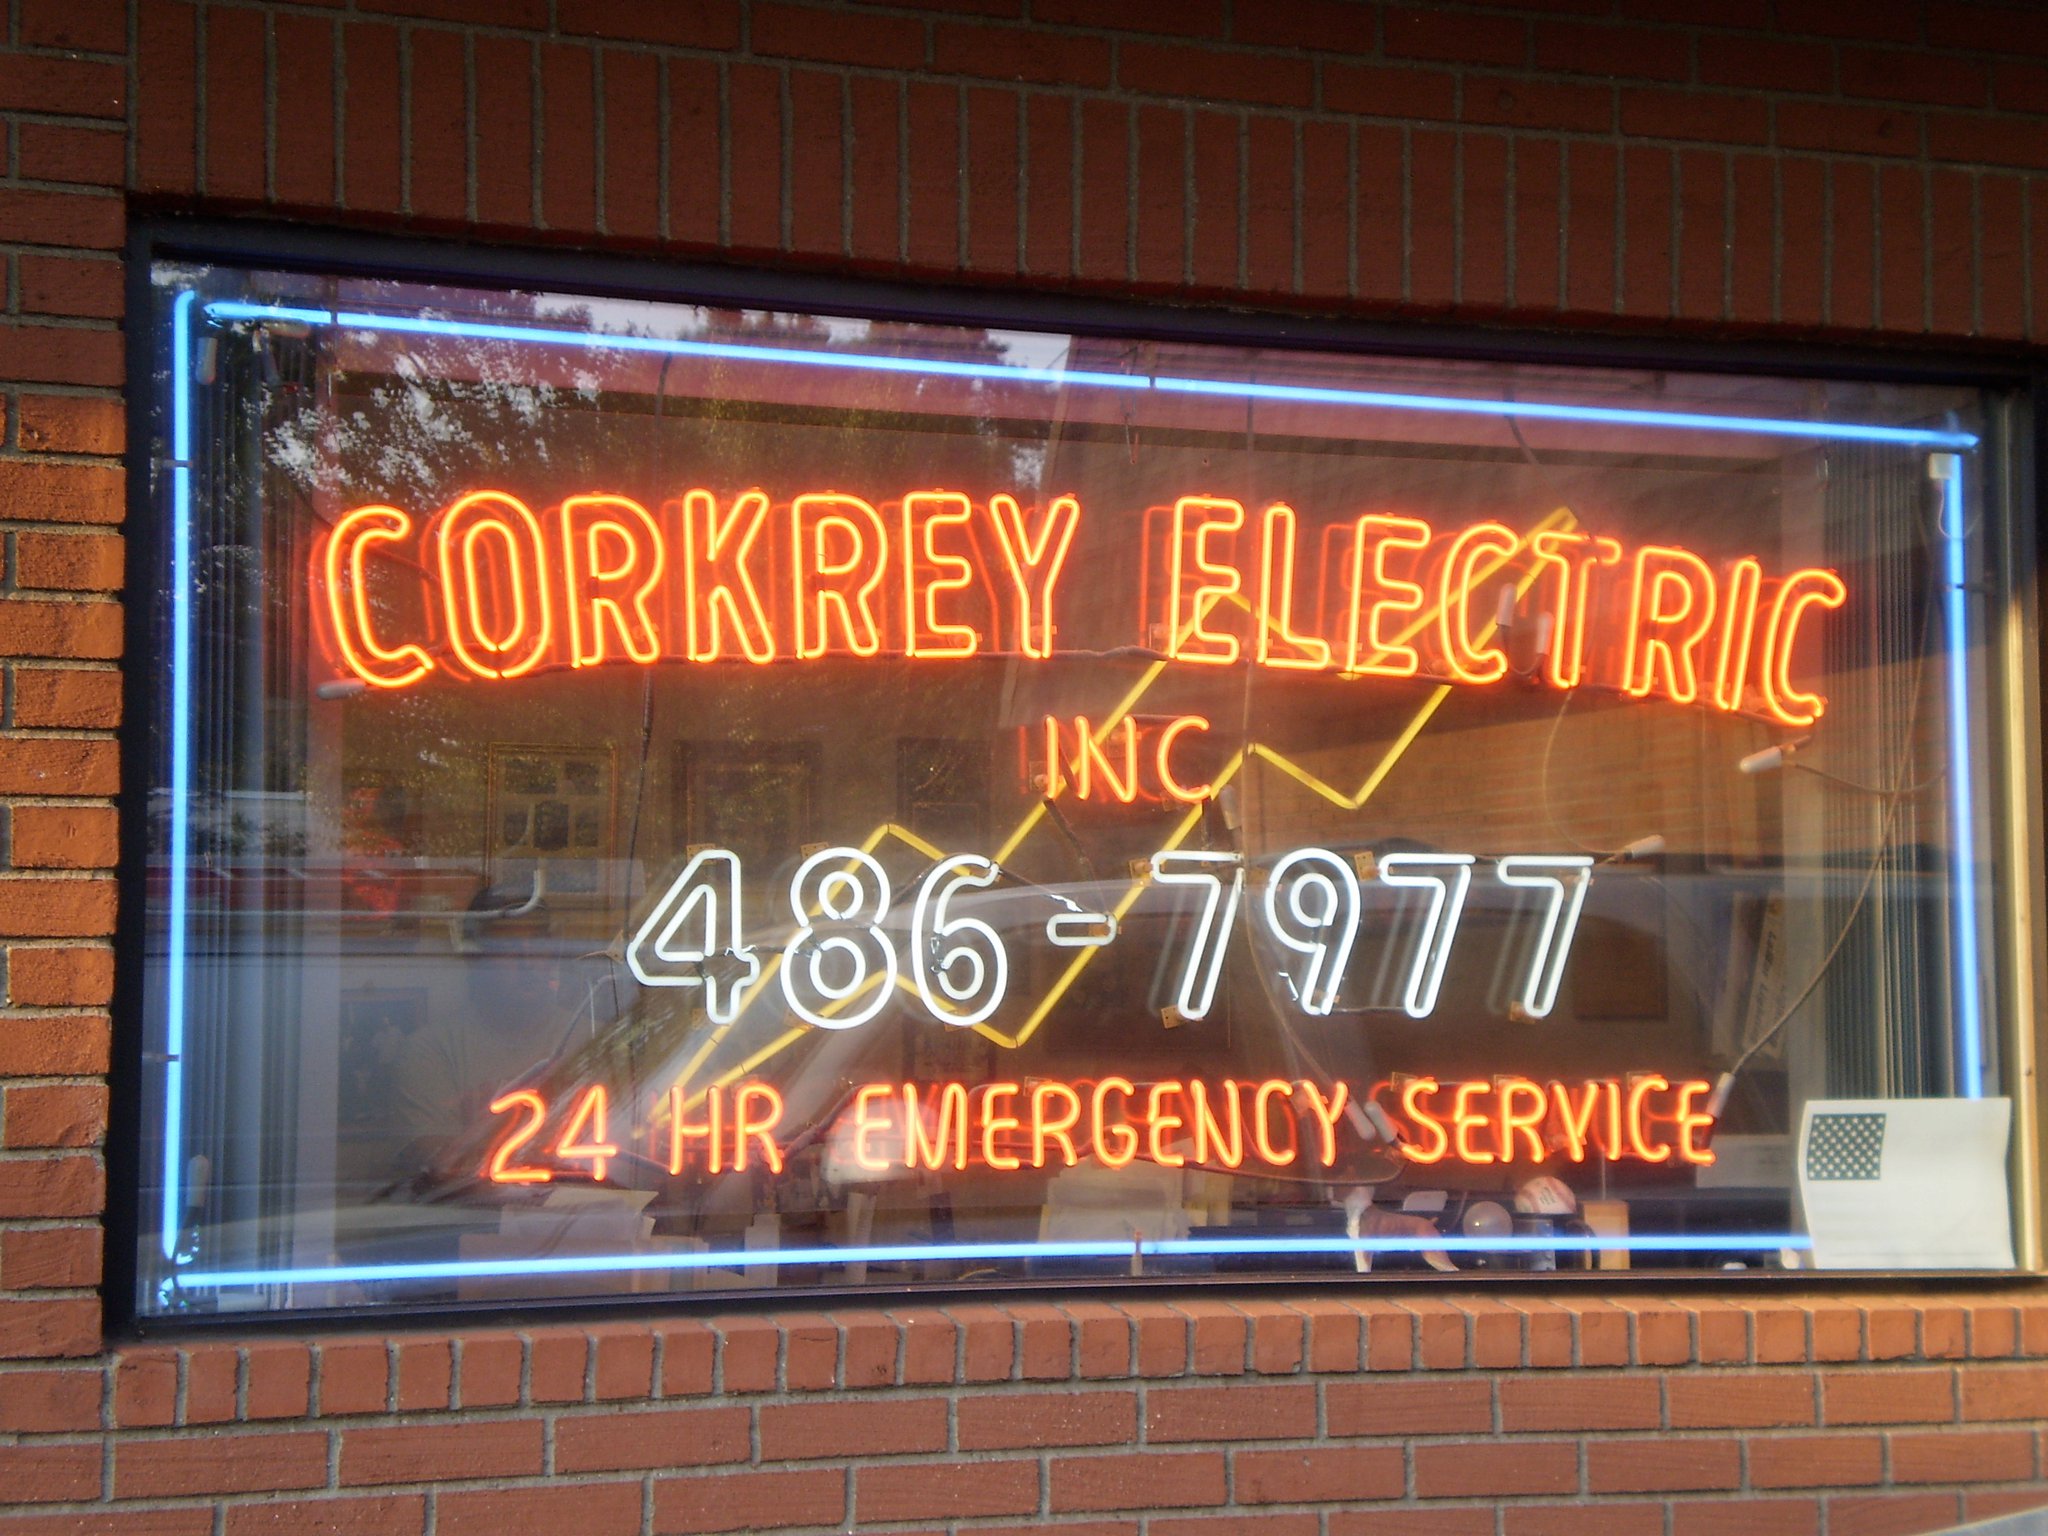 CORKREY ELECTRIC
INC
486-7977
24 HR EMERGENCY SERVICE